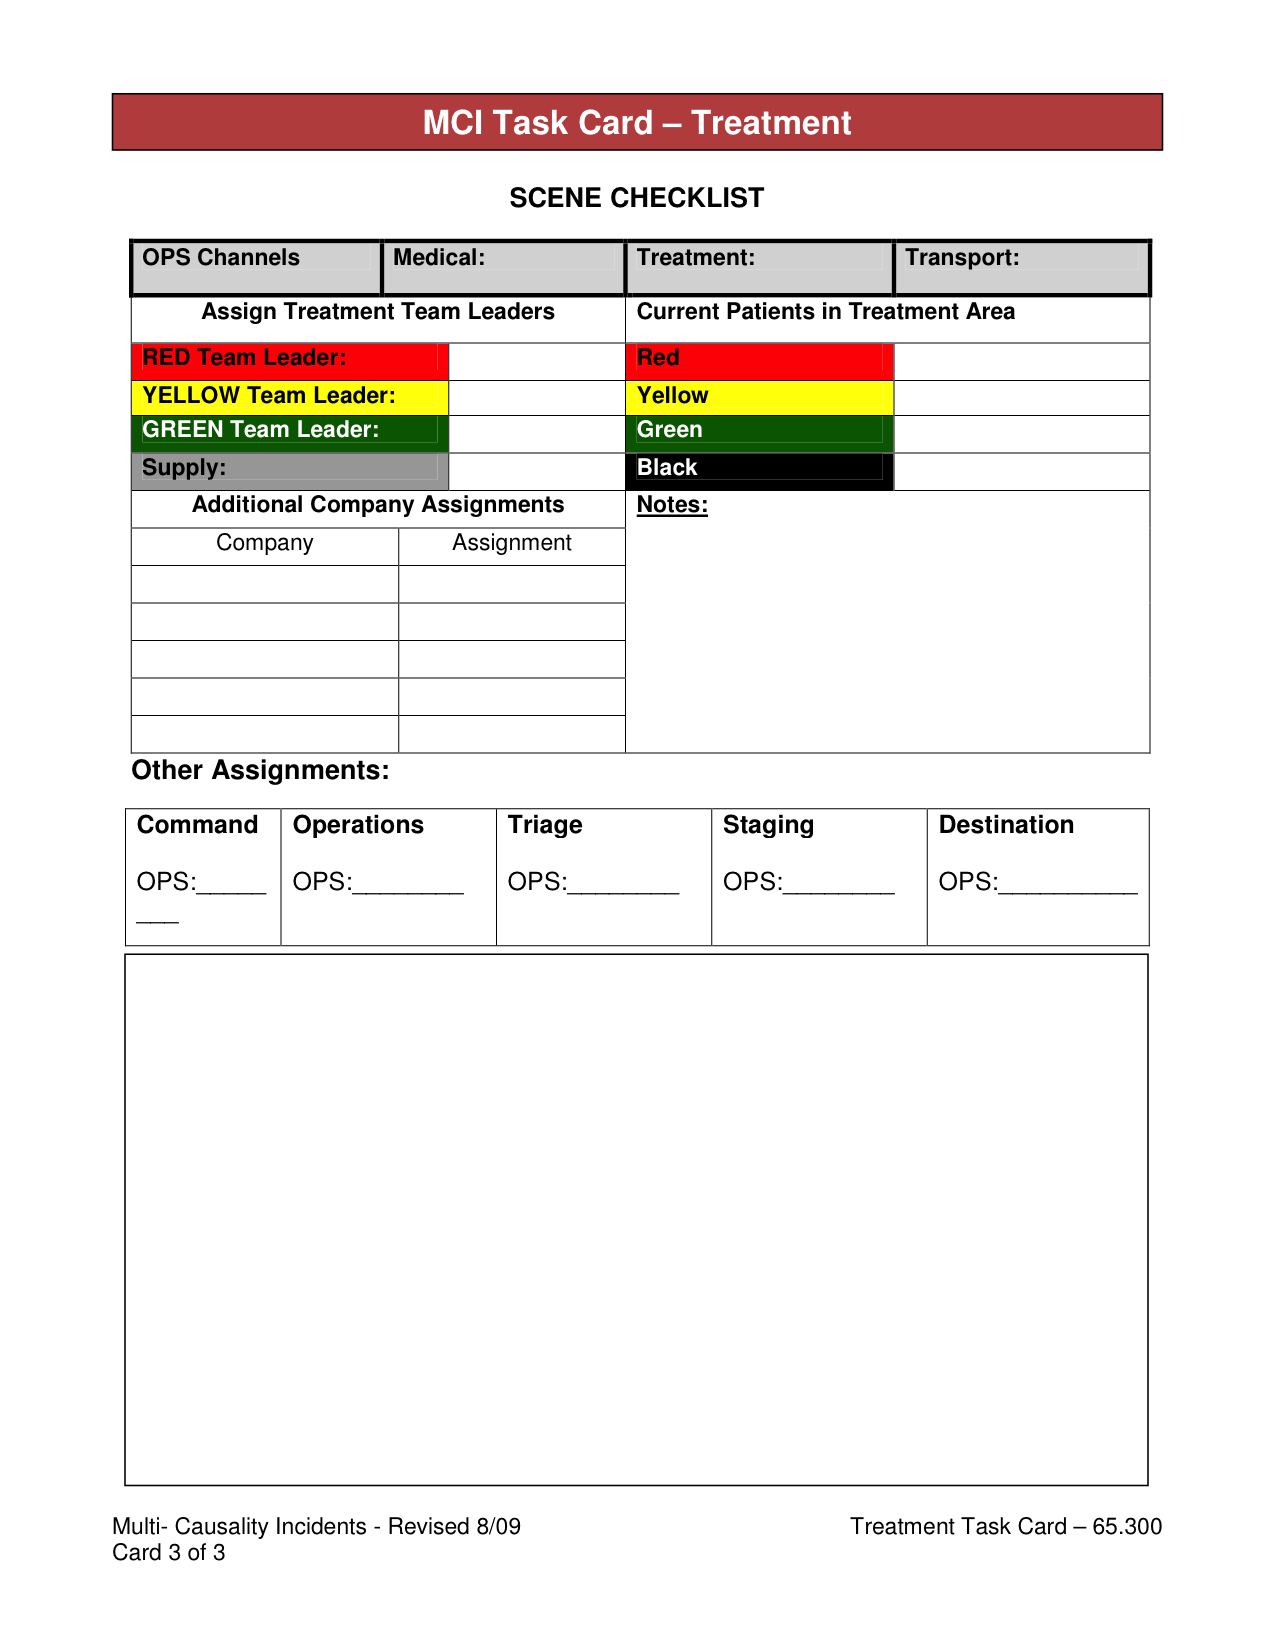 MCI Task Card – Treatment
SCENE CHECKLIST
OPS Channels Medical: Treatment: Transport:
Assign Treatment Team Leaders Current Patients in Treatment Area
RED Team Leader: Red
YELLOW Team Leader: Yellow
GREEN Team Leader: Green
Supply: Black
Additional Company Assignments Notes:
Company Assignment
Other Assignments:
Command Operations Triage Staging Destination
OPS:_____ OPS:________ OPS:________ OPS:________ OPS:__________
___
Multi- Causality Incidents - Revised 8/09 Treatment Task Card – 65.300
Card 3 of 3